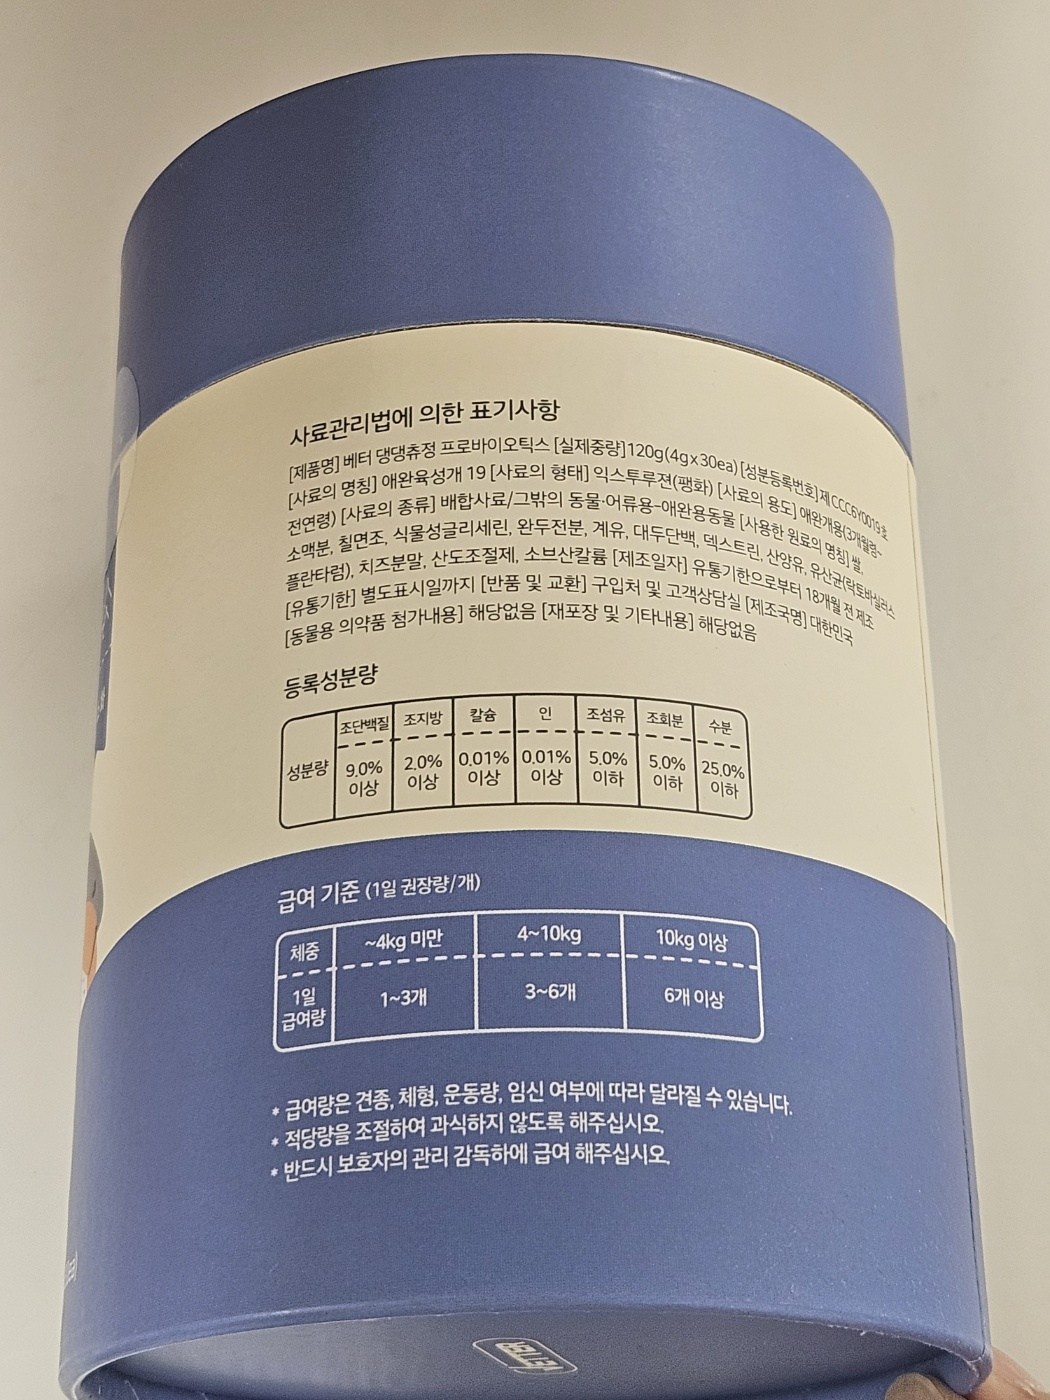 사료관리법에 의한 표기사항
[제품명] 베터 댕댕츄정 프로바이오틱스 [실제중량]120g(4g×30ea) [성분등록번호] 제 CCC6Y0019호
[사료의 명칭] 애완육성개 19 [사료의 형태] 익스투루젼(팽화) [사료의 용도] 애완개용(3개월령~
전연령) [사료의 종류] 배합사료/그밖의 동물·어류용-애완용동물 [사용한 원료의 명칭] 쌀,
소맥분, 칠면조, 식물성글리세린, 완두전분, 계유, 대두단백, 덱스트린, 산양유, 유산균(락토바실러스
플란타럼), 치즈분말, 산도조절제, 소브산칼륨 [제조일자] 유통기한으로부터 18개월 전 제조
[유통기한] 별도표시일까지 [반품 및 교환] 구입처 및 고객상담실 [제조국명] 대한민국
[동물용 의약품 첨가내용] 해당없음 [재포장 및 기타내용] 해당없음
등록성분량
조단백질 조지방 칼슘 인 조섬유 조회분 수분
성분량 9.0% 이상 2.0% 이상 0.01% 이상 0.01% 이상 5.0% 이하 5.0% 이하 25.0% 이하
급여 기준 (1일 권장량/개)
체중 ~4kg 미만 4~10kg 10kg 이상
1일 급여량 1~3개 3~6개 6개 이상
* 급여량은 견종, 체형, 운동량, 임신 여부에 따라 달라질 수 있습니다.
* 적당량을 조절하여 과식하지 않도록 해주십시오.
* 반드시 보호자의 관리 감독하에 급여 해주십시오.
BETTER